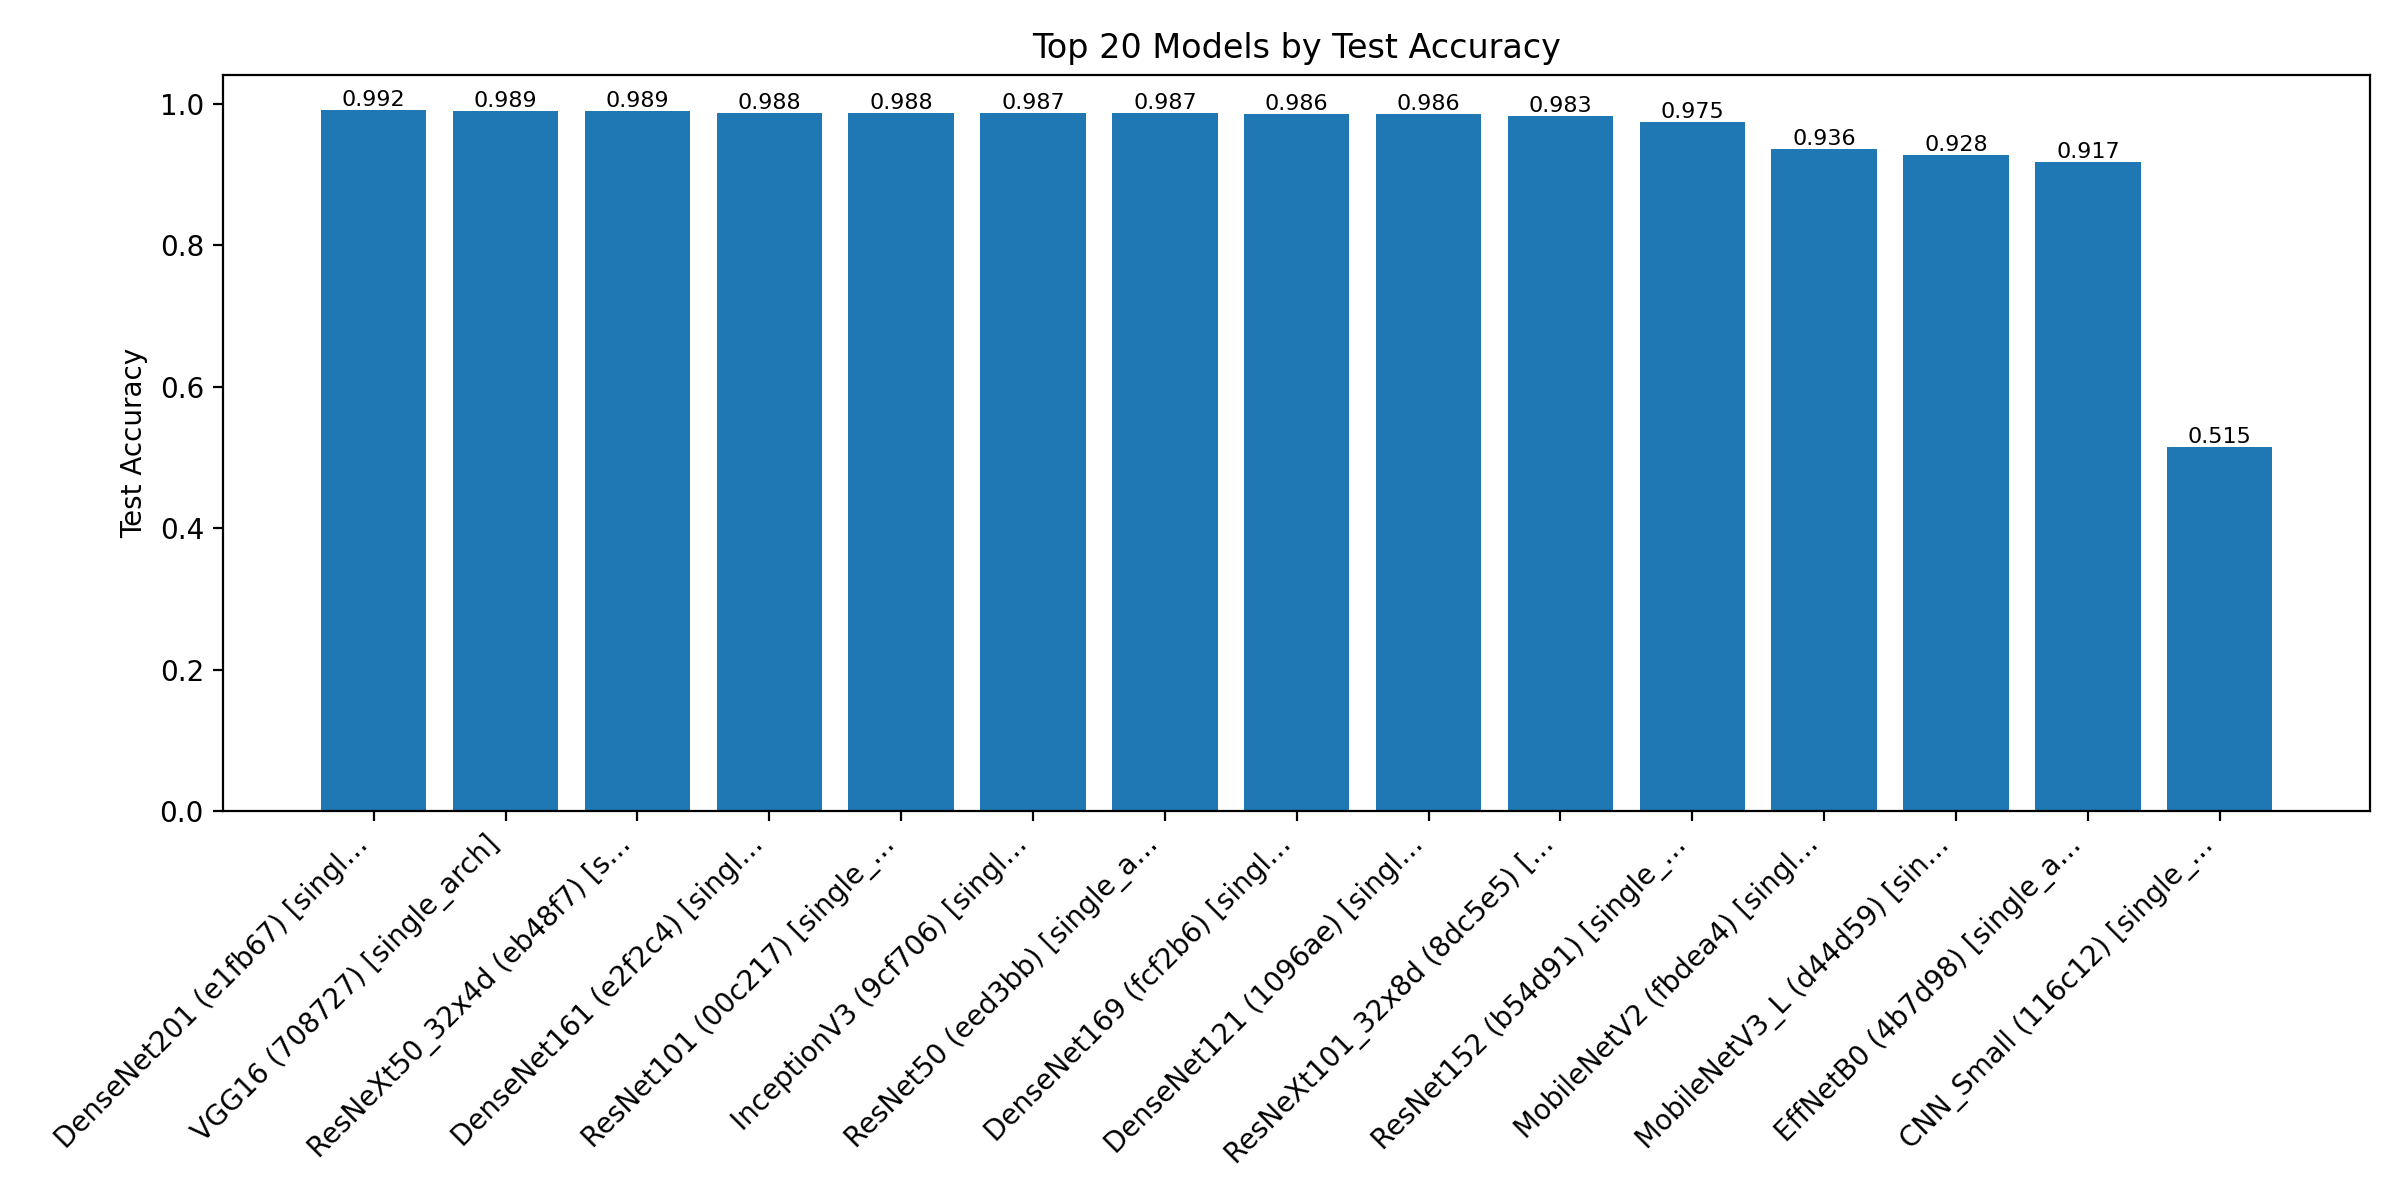 Top 20 Models by Test Accuracy
Test Accuracy
1.0
0.8
0.6
0.4
0.2
0.0
0.992
0.989
0.989
0.988
0.988
0.987
0.987
0.986
0.986
0.983
0.975
0.936
0.928
0.917
0.515
DenseNet201 (e1fb67) [singl...
VGG16 (708727) [single_arch]
ResNeXt50_32x4d (eb48f7) [s...
DenseNet161 (e2f2c4) [singl...
ResNet101 (00c217) [single_...
InceptionV3 (9cf706) [singl...
ResNet50 (eed3bb) [single_a...
DenseNet169 (fcf2b6) [singl...
DenseNet121 (1096ae) [singl...
ResNeXt101_32x8d (8dc5e5) [...
ResNet152 (b54d91) [single_...
MobileNetV2 (fbdea4) [singl...
MobileNetV3_L (d44d59) [sin...
EffNetB0 (4b7d98) [single_a...
CNN_Small (116c12) [single_...